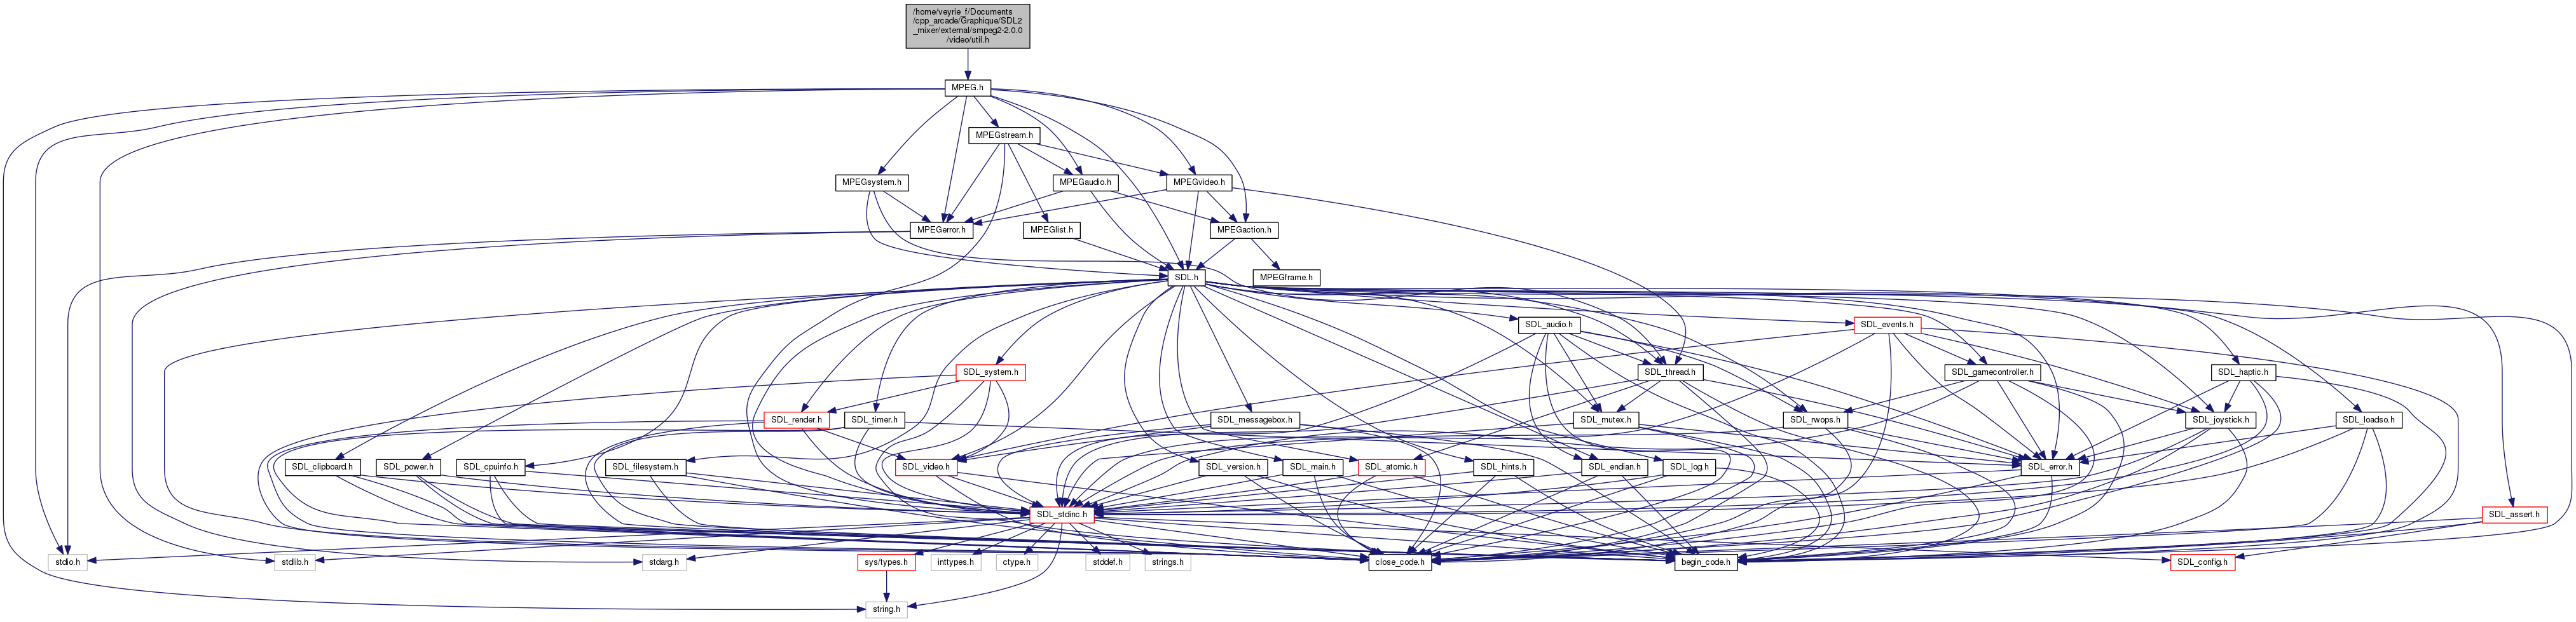 /home/veyrie_f/Documents
/cpp_arcade/Graphique/SDL2
_mixer/external/smpeg2-2.0.0
/video/util.h
MPEG.h
MPEGstream.h
MPEGsystem.h
MPEGaudio.h
MPEGvideo.h
MPEGerror.h
MPEGlist.h
MPEGaction.h
SDL.h
MPEGframe.h
SDL_audio.h
SDL_events.h
SDL_system.h
SDL_thread.h
SDL_gamecontroller.h
SDL_haptic.h
SDL_render.h
SDL_timer.h
SDL_messagebox.h
SDL_mutex.h
SDL_rwops.h
SDL_joystick.h
SDL_loadso.h
SDL_clipboard.h
SDL_power.h
SDL_cpuinfo.h
SDL_filesystem.h
SDL_video.h
SDL_version.h
SDL_main.h
SDL_atomic.h
SDL_hints.h
SDL_endian.h
SDL_log.h
SDL_error.h
SDL_stdinc.h
SDL_assert.h
stdio.h
stdlib.h
stdarg.h
sys/types.h
inttypes.h
ctype.h
stddef.h
strings.h
close_code.h
begin_code.h
SDL_config.h
string.h